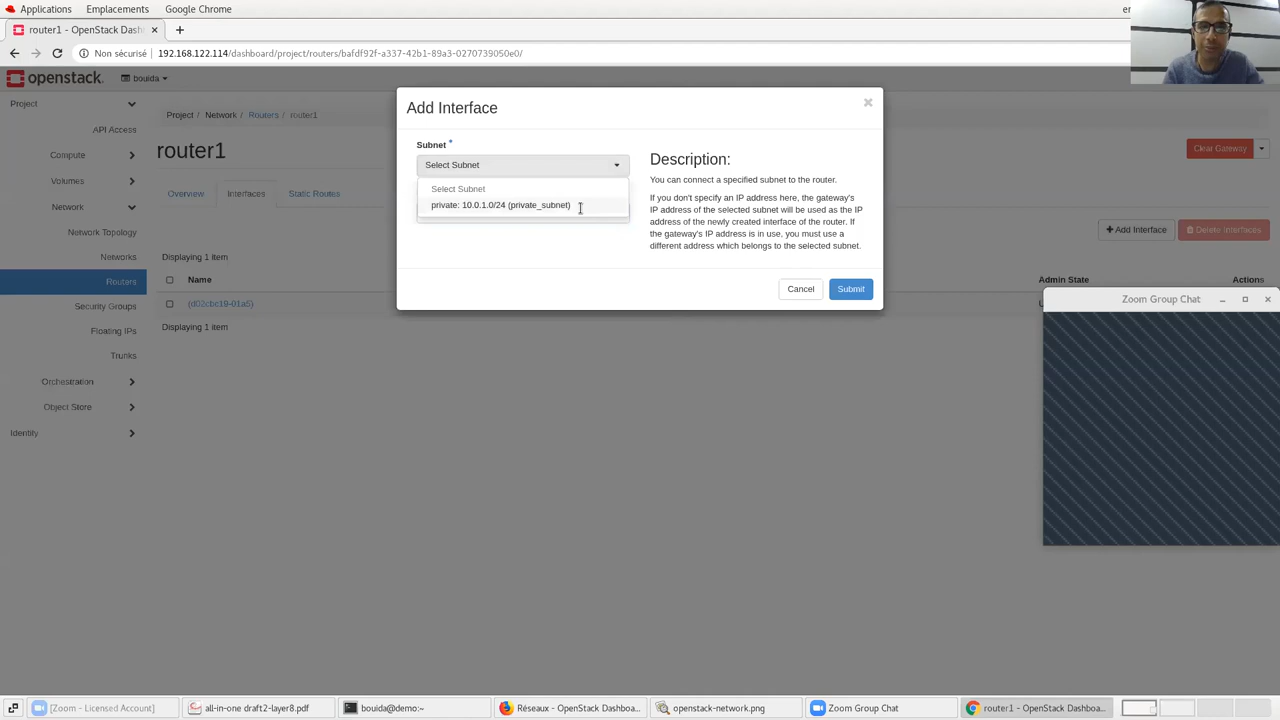 Applications Emplacements Google Chrome
router1 - OpenStack Dash
Non sécurisé 192.168.122.114/dashboard/project/routers/bafdf92f-a337-42b1-89a3-0270739050e0/
openstack. bouida
Project
API Access
Compute
Volumes
Network
Network Topology
Networks
Routers
Security Groups
Floating IPs
Trunks
Orchestration
Object Store
Identity
Project / Network / Routers / router1
router1
Clear Gateway
Overview Interfaces Static Routes
+ Add Interface Delete Interfaces
Displaying 1 item
Name Admin State Actions
(d02cbc19-01a5)
Displaying 1 item
Add Interface
Subnet *
Select Subnet
Select Subnet
private: 10.0.1.0/24 (private_subnet)
Description:
You can connect a specified subnet to the router.
If you don't specify an IP address here, the gateway's
IP address of the selected subnet will be used as the IP
address of the newly created interface of the router. If
the gateway's IP address is in use, you must use a
different address which belongs to the selected subnet.
Cancel Submit
Zoom Group Chat
[Zoom - Licensed Account] all-in-one draft2-layer8.pdf bouida@demo:~ Réseaux - OpenStack Dashboa... openstack-network.png Zoom Group Chat router1 - OpenStack Dashboa...